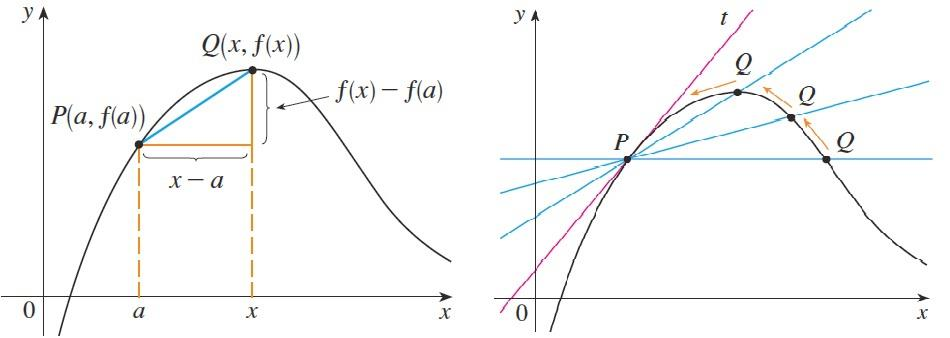 y
Q(x, f(x))
f(x) − f(a)
P(a, f(a))
x − a
0
a
x
x
y
t
Q
Q
Q
P
0
x